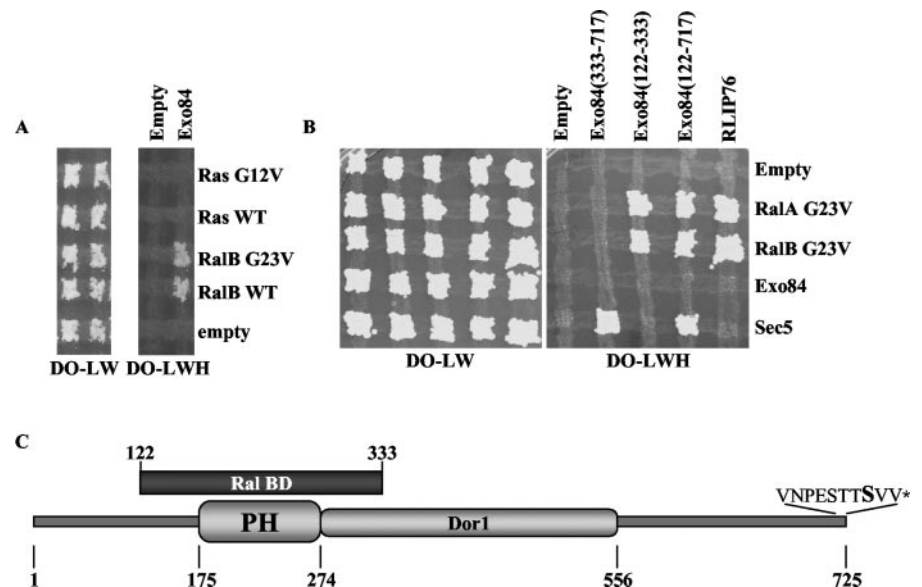 A
Empty
Exo84
Ras G12V
Ras WT
RalB G23V
RalB WT
empty
DO-LW
DO-LWH
B
Empty
Exo84(333-717)
Exo84(122-333)
Exo84(122-717)
RLIP76
Empty
RalA G23V
RalB G23V
Exo84
Sec5
DO-LW
DO-LWH
C
122
333
Ral BD
VNPESTTSVV*
PH
Dor1
1
175
274
556
725